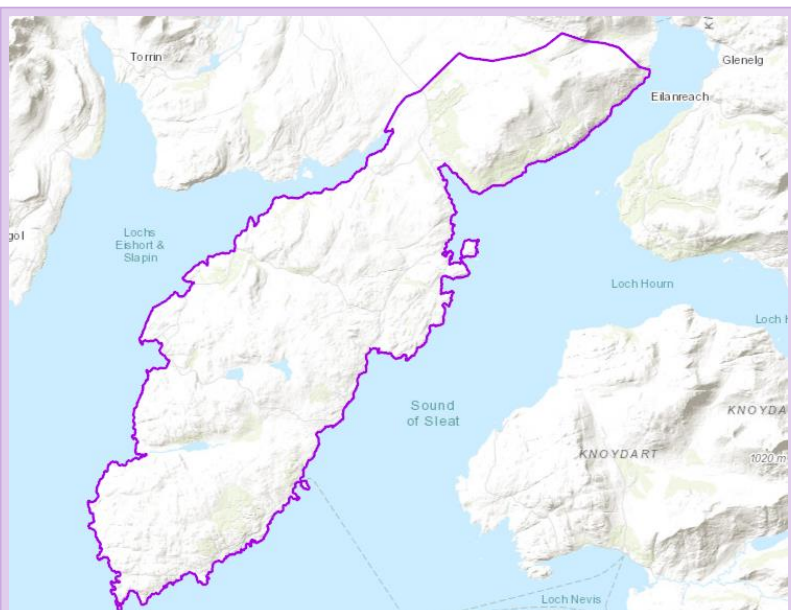 Torrin
Glenelg
Eilanreach
Lochs
Eishort &
Slapin
gol
Loch Hourn
Loch H
Sound
of Sleat
KNOYDA
KNOYDART
1020 m
Loch Nevis